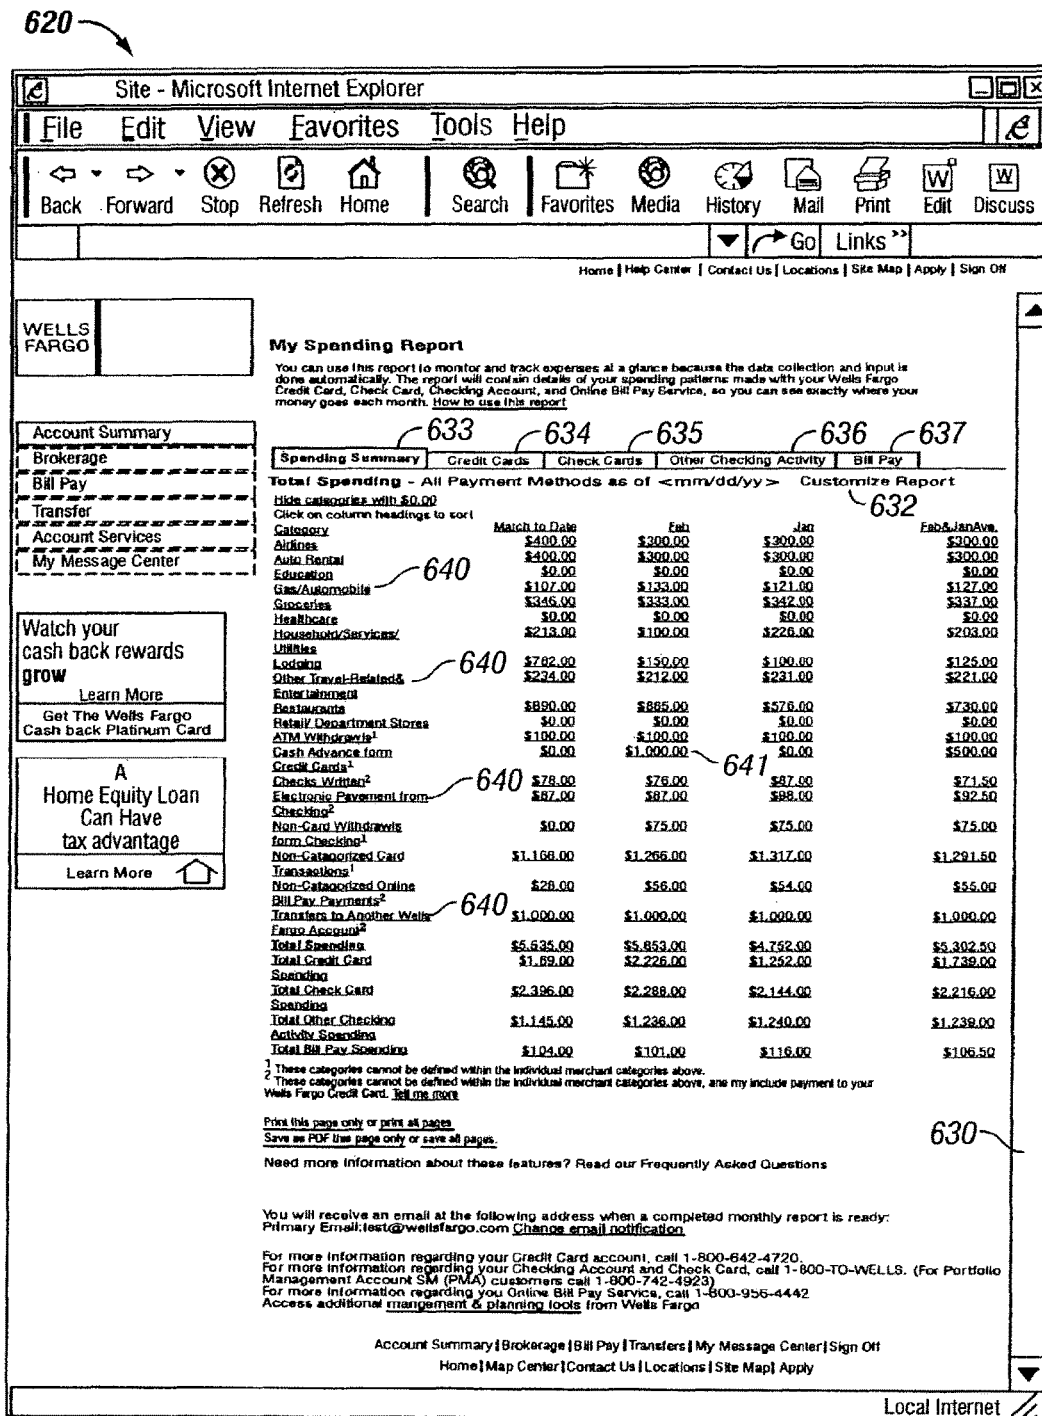 620
Site - Microsoft Internet Explorer
File Edit View Favorites Tools Help
Back Forward Stop Refresh Home Search Favorites Media History Mail Print Edit Discuss
Go Links >>
Home | Help Center | Contact Us | Locations | Site Map | Apply | Sign Off
WELLS
FARGO
My Spending Report
You can use this report to monitor and track expenses at a glance because the data collection and input is
done automatically. The report will contain details of your spending patterns made with your Wells Fargo
Credit Card, Check Card, Checking Account, and Online Bill Pay Service, so you can see exactly where your
money goes each month. How to use this report
Account Summary
Brokerage
Bill Pay
Transfer
Account Services
My Message Center
Watch your
cash back rewards
grow
Learn More
Get The Wells Fargo
Cash back Platinum Card
A
Home Equity Loan
Can Have
tax advantage
Learn More
633 634 635 636 637
Spending Summary Credit Cards Check Cards Other Checking Activity Bill Pay
Total Spending - All Payment Methods as of <mm/dd/yy> Customize Report
632
Hide categories with $0.00
Click on column headings to sort
Category Match to Date Feb Jan Feb&JanAve.
Airlines $400.00 $300.00 $300.00 $300.00
Auto Rental $400.00 $300.00 $300.00 $300.00
Education $0.00 $0.00 $0.00 $0.00
Gas/Automobile 640 $107.00 $133.00 $121.00 $127.00
Groceries $346.00 $333.00 $342.00 $337.00
Healthcare $0.00 $0.00 $0.00 $0.00
Household/Services/ $213.00 $100.00 $226.00 $203.00
Utilities
Lodging $782.00 $150.00 $100.00 $125.00
Other Travel-Related& 640 $234.00 $212.00 $231.00 $221.00
Entertainment
Restaurants $890.00 $885.00 $576.00 $730.00
Retail/ Department Stores $0.00 $0.00 $0.00 $0.00
ATM Withdrawls1 $100.00 $100.00 $100.00 $100.00
Cash Advance form $0.00 $1,000.00 641 $0.00 $500.00
Credit Cards1
Checks Written2 640 $78.00 $76.00 $67.00 $71.50
Electronic Payment from $87.00 $87.00 $98.00 $92.50
Checking2
Non-Card Withdrawls $0.00 $75.00 $75.00 $75.00
form Checking1
Non-Catagorized Card $1,168.00 $1,266.00 $1,317.00 $1,291.50
Transactions1
Non-Catagorized Online $28.00 $56.00 $54.00 $55.00
Bill Pay Payments2
Transfers to Another Wells 640 $1,000.00 $1,000.00 $1,000.00 $1,000.00
Fargo Account2
Total Spending $5,635.00 $5,853.00 $4,752.00 $5,302.50
Total Credit Card $1,69.00 $2,226.00 $1,252.00 $1,739.00
Spending
Total Check Card $2,396.00 $2,288.00 $2,144.00 $2,216.00
Spending
Total Other Checking $1,145.00 $1,236.00 $1,240.00 $1,239.00
Activity Spending
Total Bill Pay Spending $104.00 $101.00 $116.00 $106.50
1 These categories cannot be defined within the individual merchant categories above.
2 These categories cannot be defined within the individual merchant categories above, ane my include payment to your
Wells Fargo Credit Card. Tell me more
Print this page only or print all pages
Save as PDF this page only or save all pages.
630
Need more information about these features? Read our Frequently Asked Questions
You will receive an email at the following address when a completed monthly report is ready:
Primary Email:test@wellsfargo.com Change email notification
For more information regarding your Credit Card account, call 1-800-642-4720.
For more information regarding your Checking Account and Check Card, call 1-800-TO-WELLS. (For Portfolio
Management Account SM (PMA) customers call 1-800-742-4923)
For more information regarding you Online Bill Pay Service, call 1-800-956-4442
Access additional mangement & planning tools from Wells Fargo
Account Summary | Brokerage | Bill Pay | Transfers | My Message Center | Sign Off
Home | Map Center | Contact Us | Locations | Site Map | Apply
Local Internet